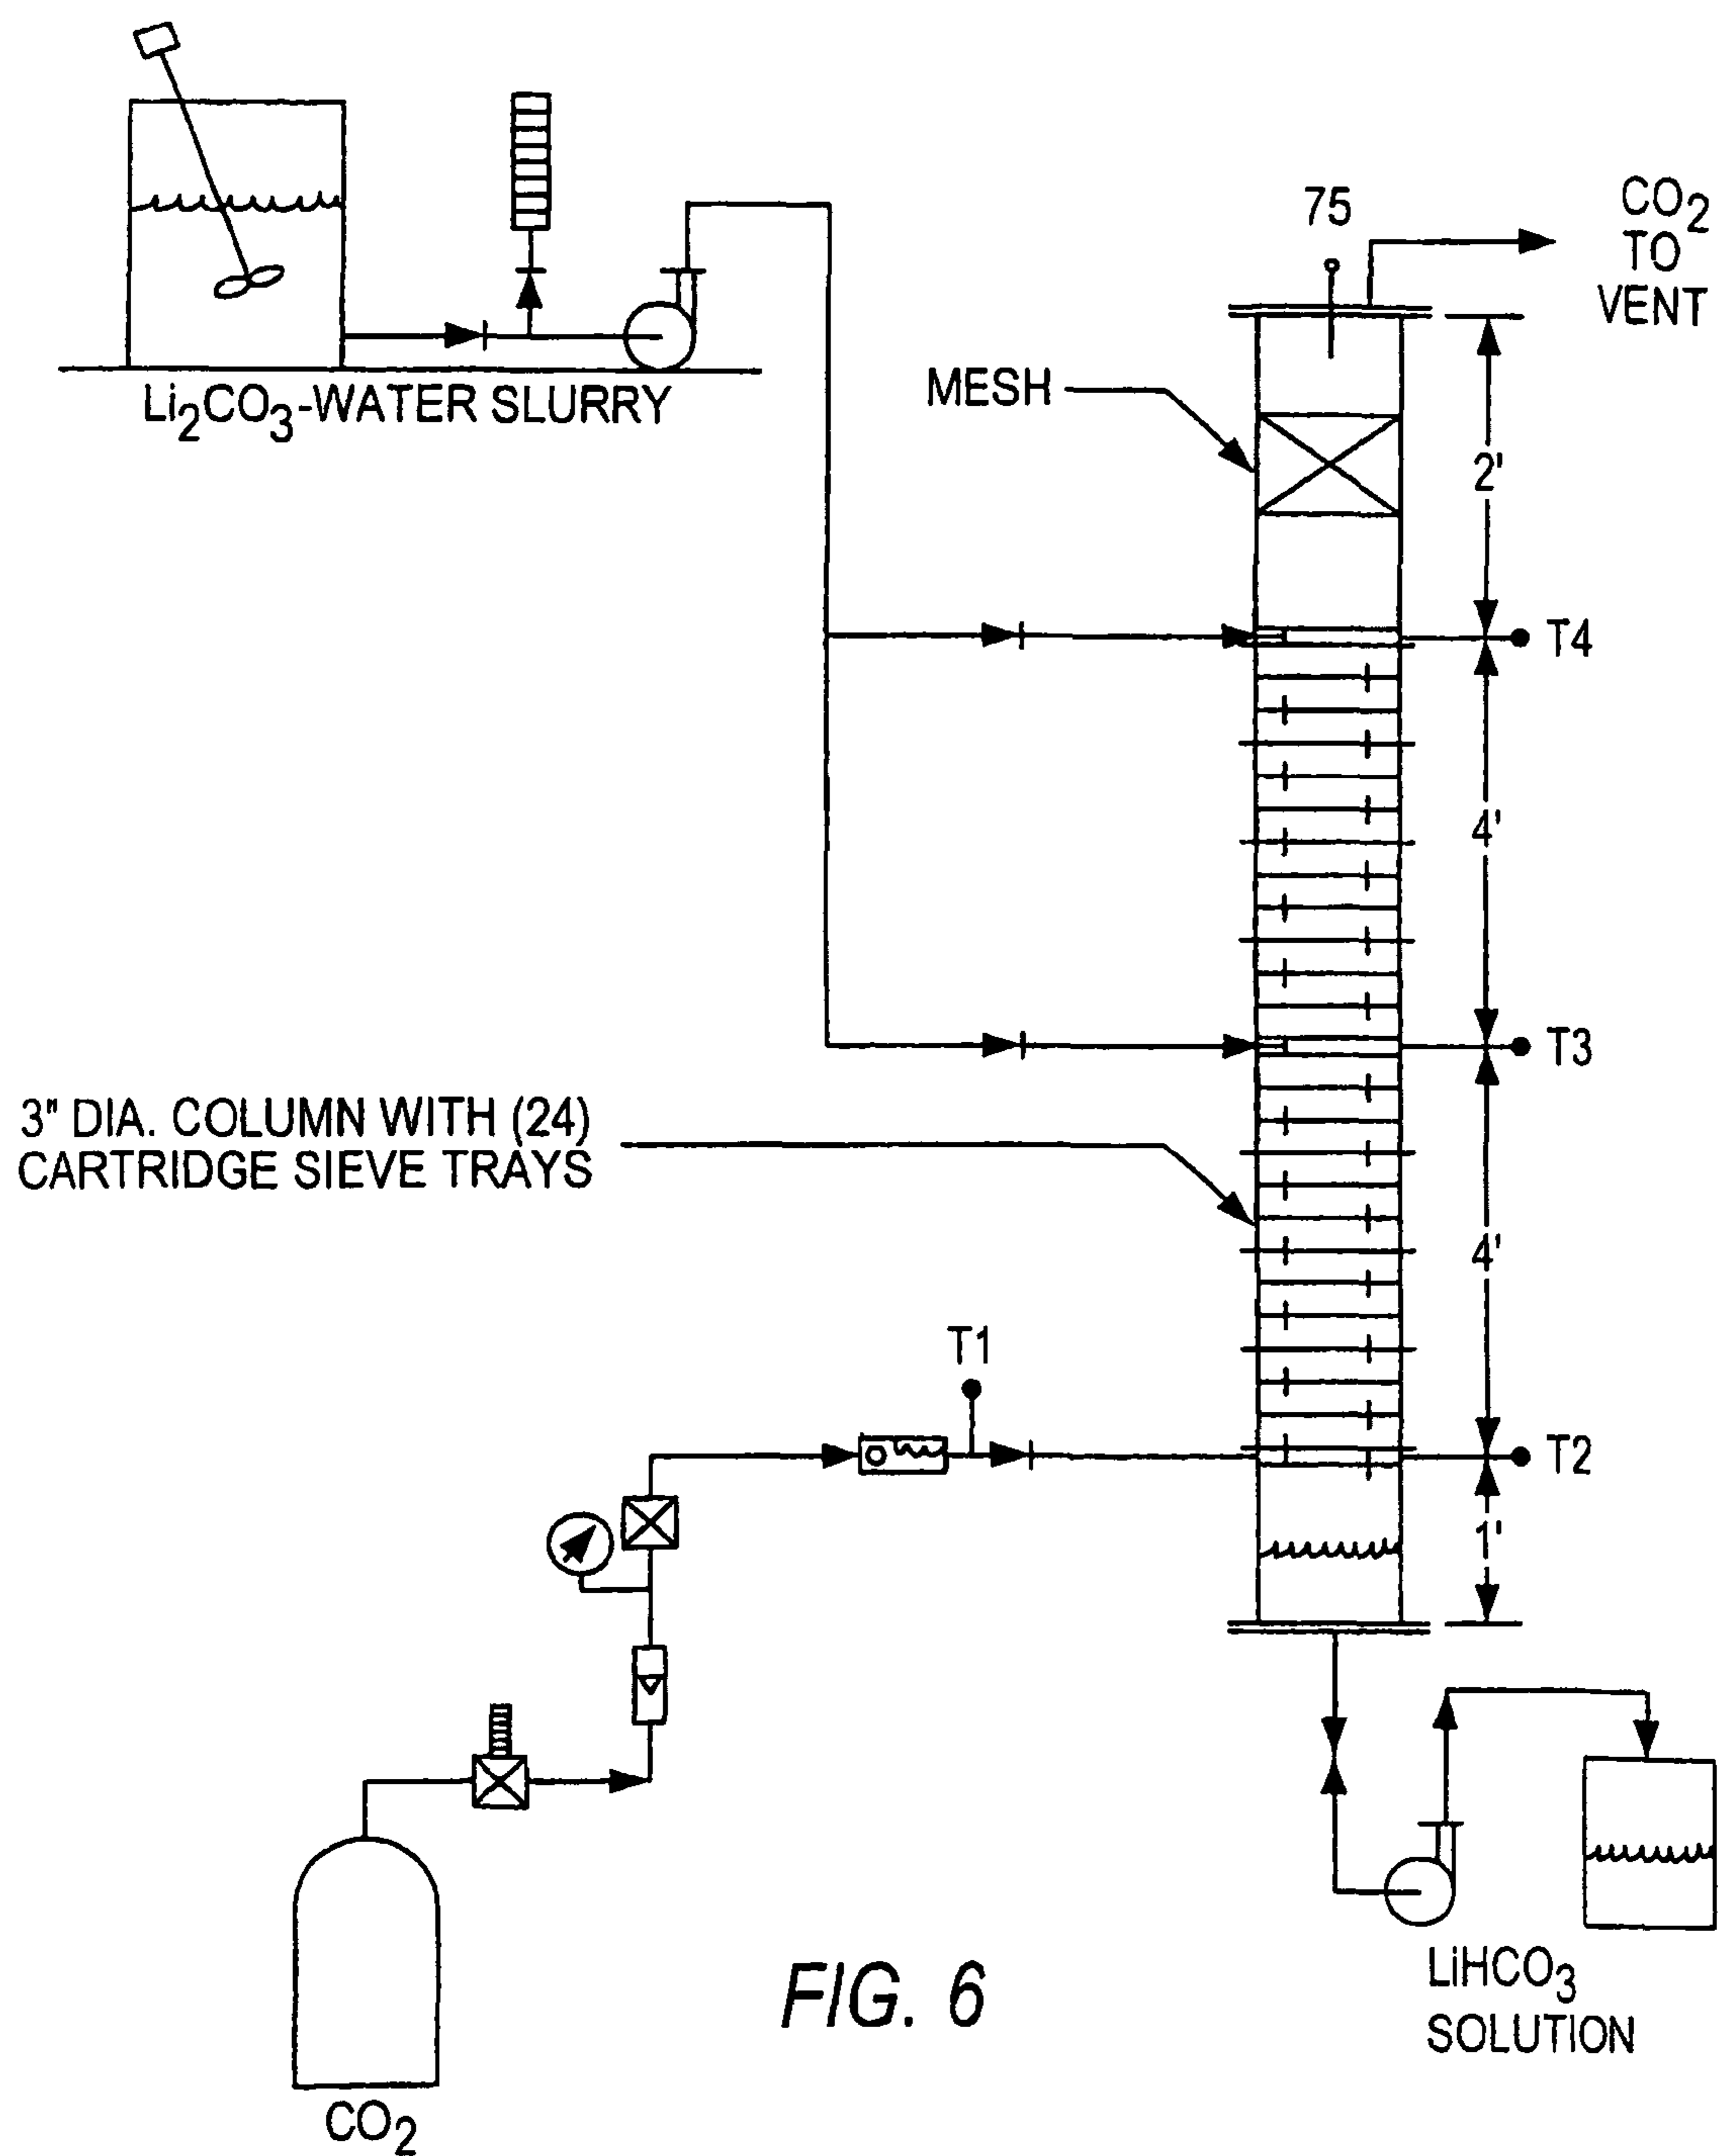 75
CO2
TO
VENT
Li2CO3-WATER SLURRY
MESH
2'
T4
4'
T3
3" DIA. COLUMN WITH (24)
CARTRIDGE SIEVE TRAYS
4'
T1
T2
1'
LiHCO3
SOLUTION
FIG. 6
CO2